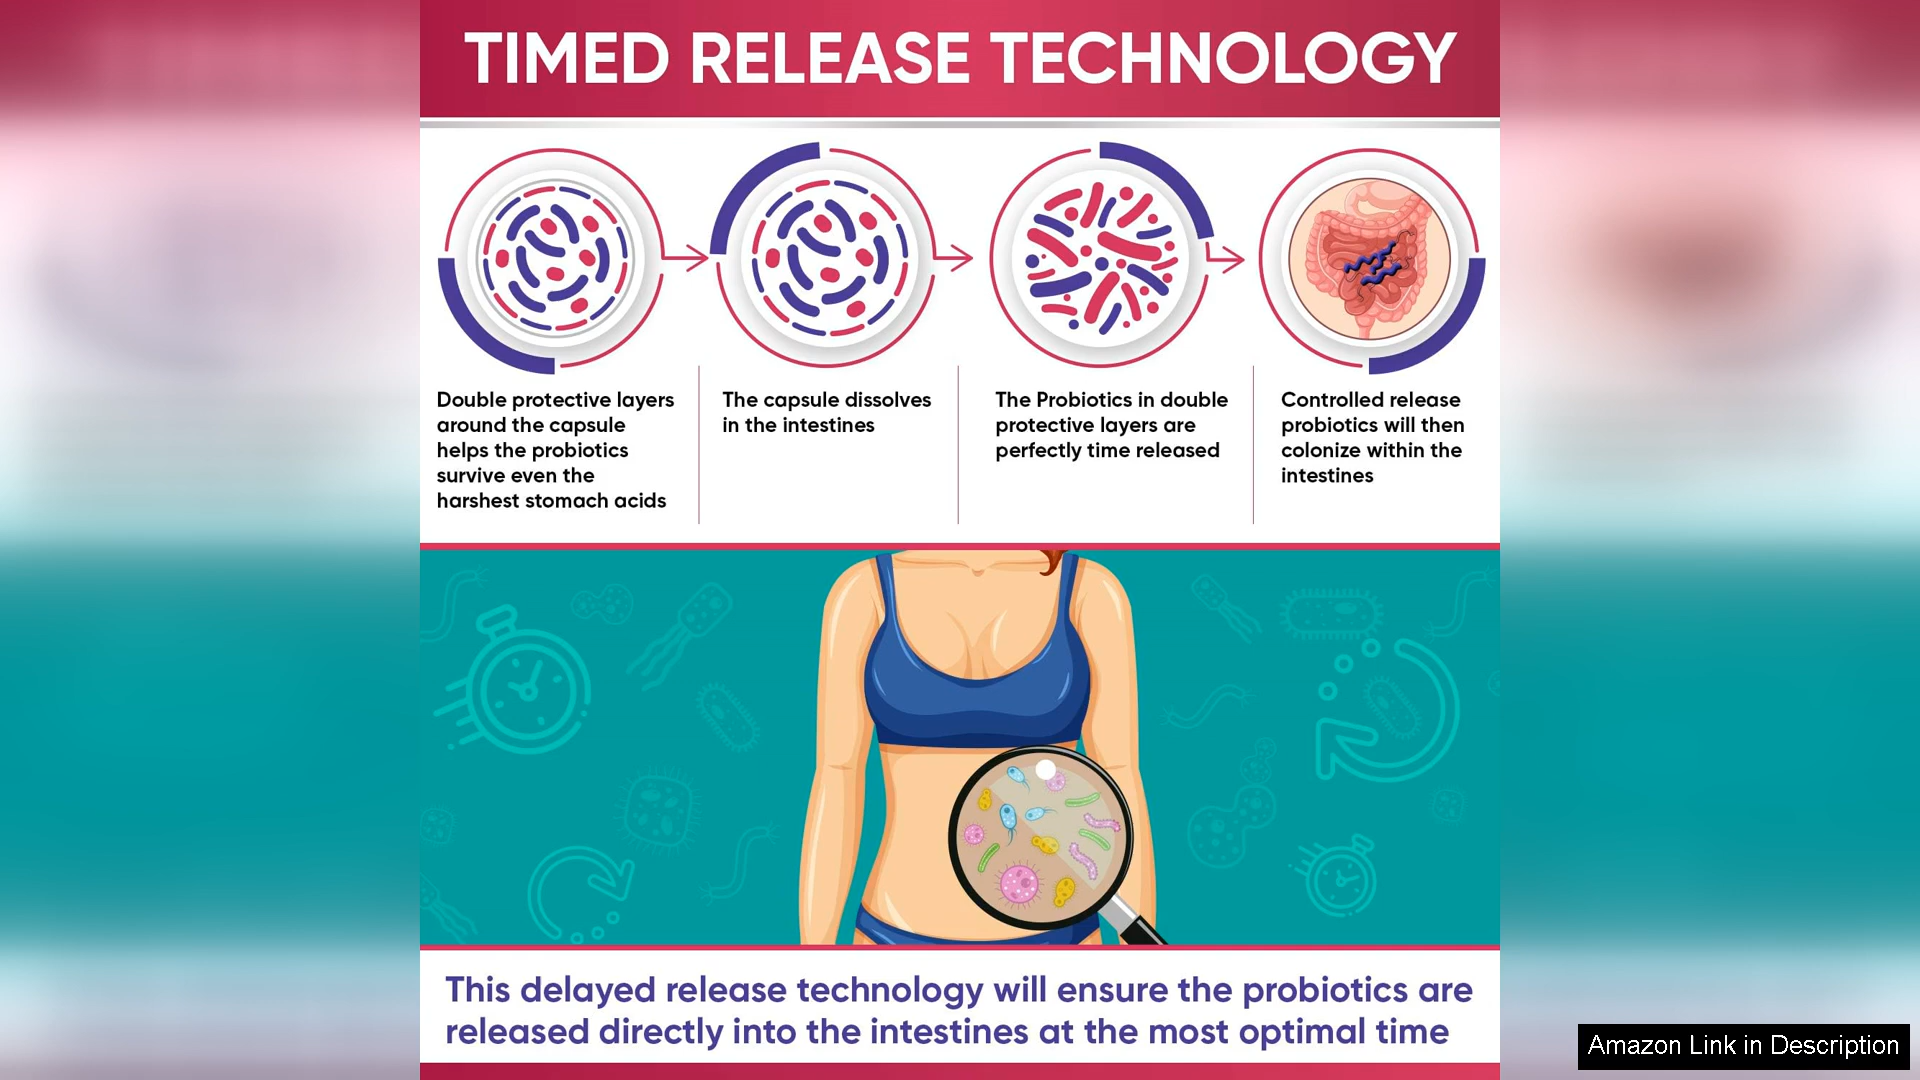 TIMED RELEASE TECHNOLOGY
Double protective layers
around the capsule
helps the probiotics
survive even the
harshest stomach acids
The capsule dissolves
in the intestines
The Probiotics in double
protective layers are
perfectly time released
Controlled release
probiotics will then
colonize within the
intestines
This delayed release technology will ensure the probiotics are
released directly into the intestines at the most optimal time
Amazon Link in Description